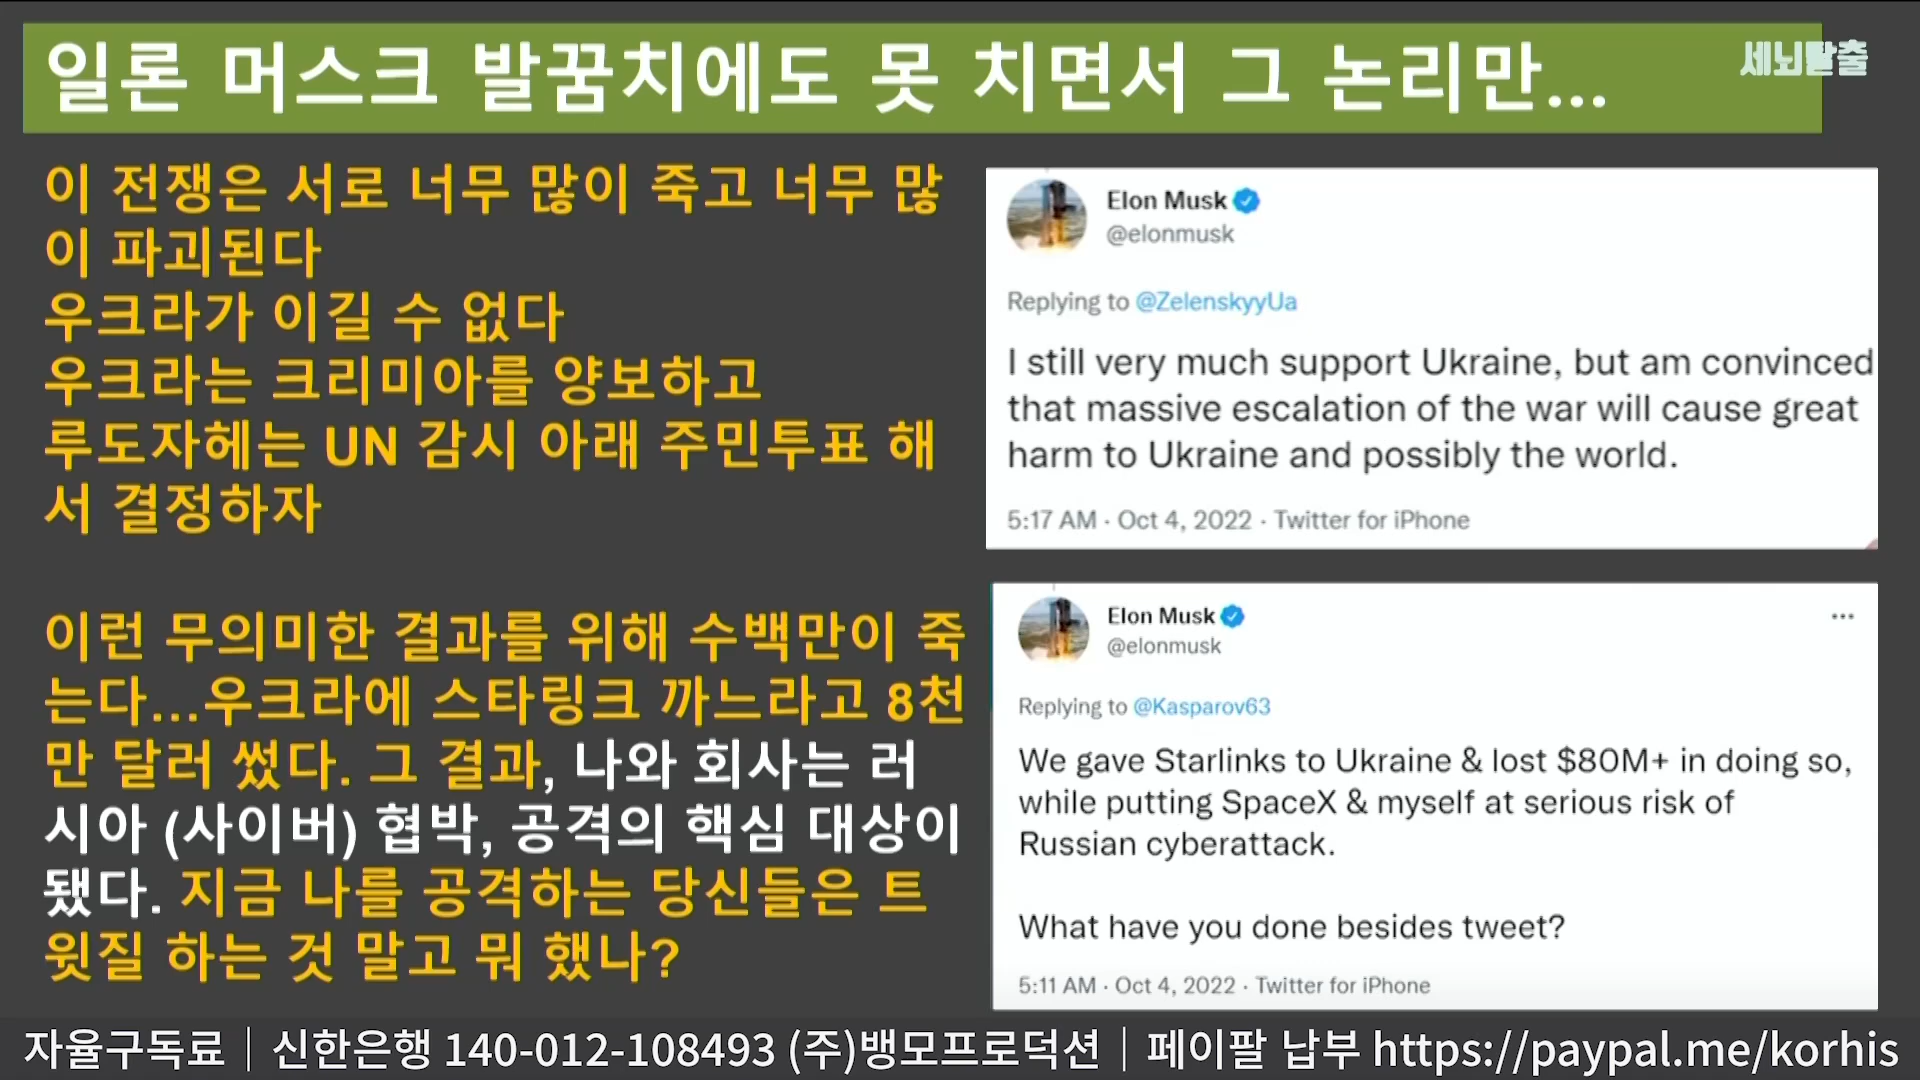 일론 머스크 발꿈치에도 못 치면서 그 논리만...
세뇌탈출
이 전쟁은 서로 너무 많이 죽고 너무 많
이 파괴된다
우크라가 이길 수 없다
우크라는 크리미아를 양보하고
루도자헤는 UN 감시 아래 주민투표 해
서 결정하자
이런 무의미한 결과를 위해 수백만이 죽
는다...우크라에 스타링크 까느라고 8천
만 달러 썼다. 그 결과, 나와 회사는 러
시아 (사이버) 협박, 공격의 핵심 대상이
됐다. 지금 나를 공격하는 당신들은 트
윗질 하는 것 말고 뭐 했나?
Elon Musk
@elonmusk
Replying to @ZelenskyyUa
I still very much support Ukraine, but am convinced
that massive escalation of the war will cause great
harm to Ukraine and possibly the world.
5:17 AM · Oct 4, 2022 · Twitter for iPhone
Elon Musk
@elonmusk
Replying to @Kasparov63
We gave Starlinks to Ukraine & lost $80M+ in doing so,
while putting SpaceX & myself at serious risk of
Russian cyberattack.
What have you done besides tweet?
5:11 AM · Oct 4, 2022 · Twitter for iPhone
자율구독료｜신한은행 140-012-108493 (주)뱅모프로덕션｜페이팔 납부 https://paypal.me/korhis